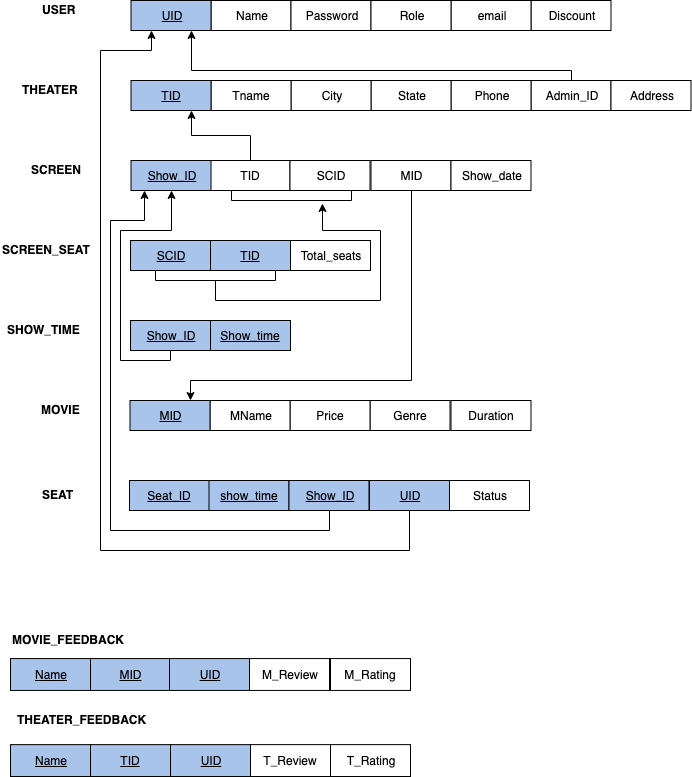 USER UID Name Password Role email Discount
THEATER TID Tname City State Phone Admin_ID Address
SCREEN Show_ID TID SCID MID Show_date
SCREEN_SEAT SCID TID Total_seats
SHOW_TIME Show_ID Show_time
MOVIE MID MName Price Genre Duration
SEAT Seat_ID show_time Show_ID UID Status
MOVIE_FEEDBACK
Name MID UID M_Review M_Rating
THEATER_FEEDBACK
Name TID UID T_Review T_Rating